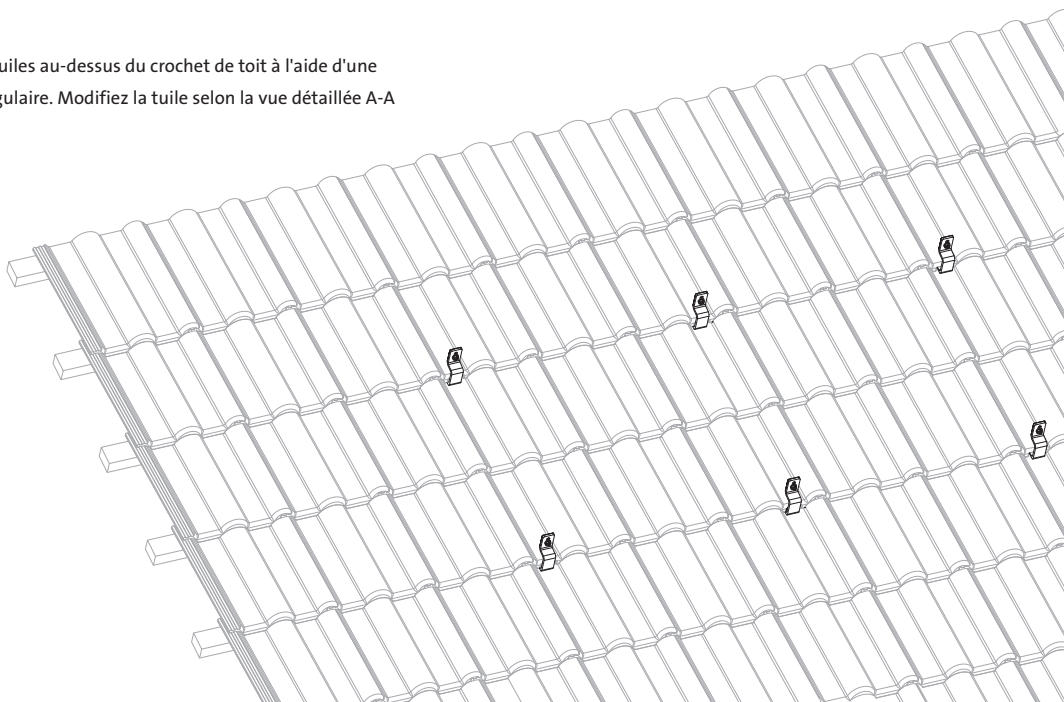 uiles au-dessus du crochet de toit à l'aide d'une
gulaire. Modifiez la tuile selon la vue détaillée A-A